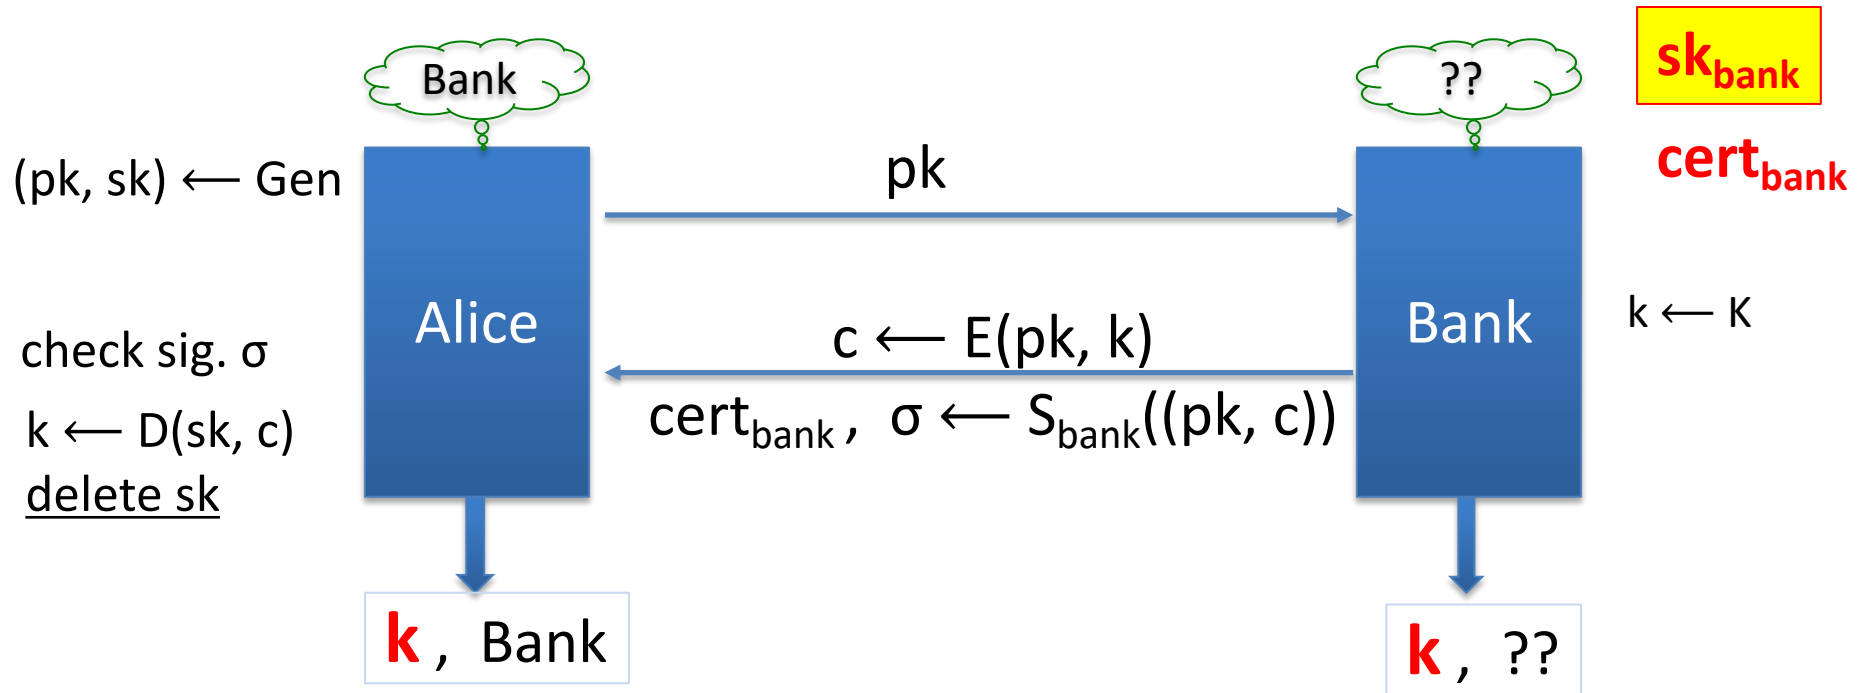 Bank
??
sk_bank
cert_bank
(pk, sk) ⟵ Gen
pk
Alice
Bank
k ⟵ K
check sig. σ
c ⟵ E(pk, k)
k ⟵ D(sk, c)
cert_bank , σ ⟵ S_bank((pk, c))
delete sk
k , Bank
k , ??